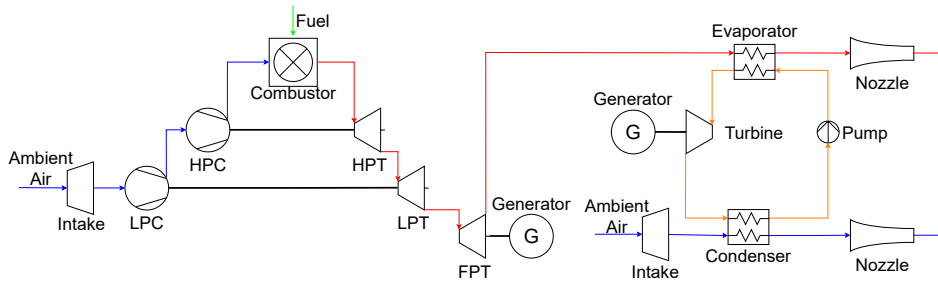 Fuel
Combustor
HPC
HPT
Ambient
Air
Intake
LPC
LPT
Generator
G
FPT
Evaporator
Nozzle
Generator
G
Turbine
Pump
Ambient
Air
Intake
Condenser
Nozzle